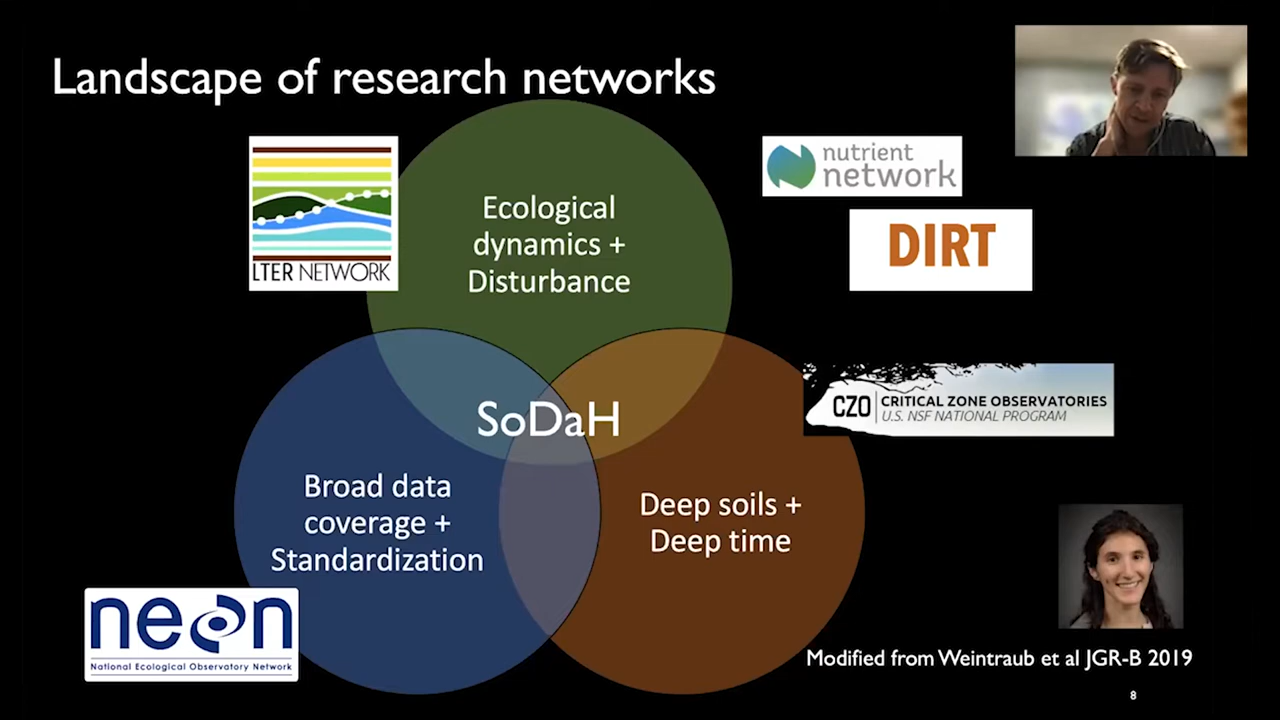 Landscape of research networks
LTER NETWORK
Ecological
dynamics +
Disturbance
nutrient
network
DIRT
CZO
CRITICAL ZONE OBSERVATORIES
U.S. NSF NATIONAL PROGRAM
SoDaH
Broad data
coverage +
Standardization
Deep soils +
Deep time
neon
National Ecological Observatory Network
Modified from Weintraub et al JGR-B 2019
8